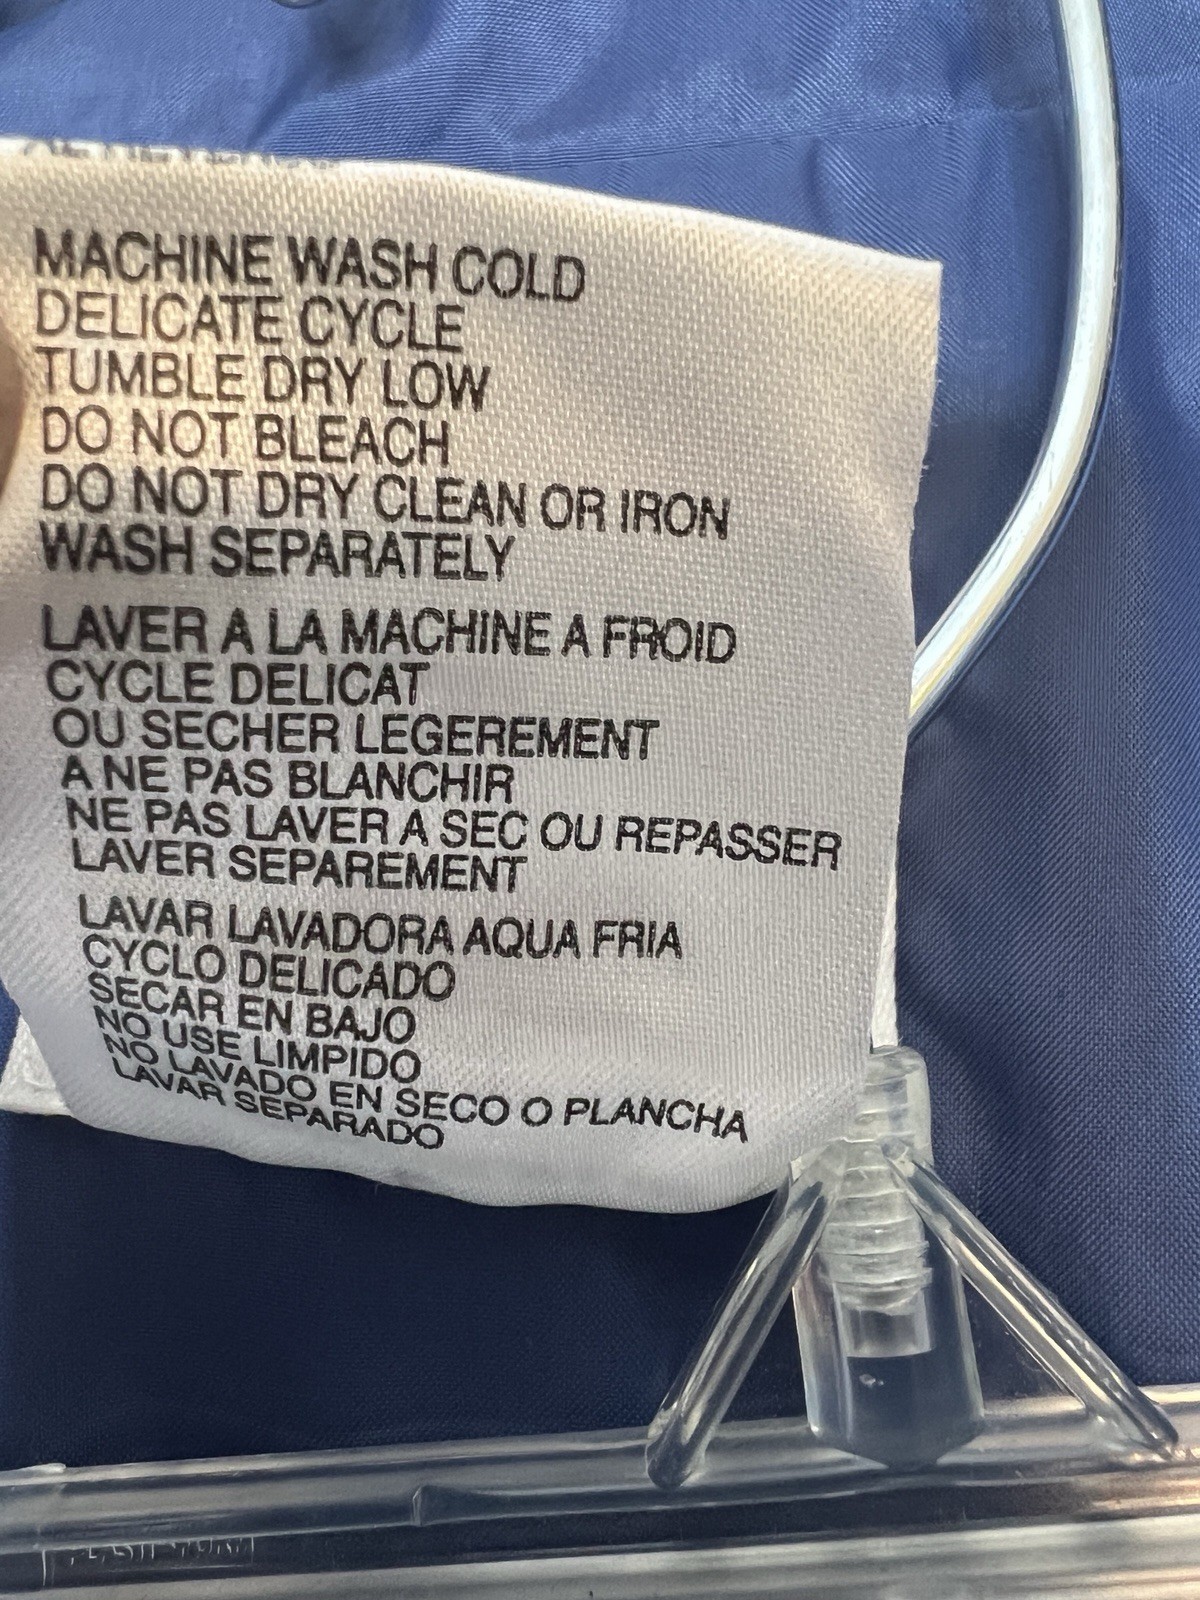 MACHINE WASH COLD
DELICATE CYCLE
TUMBLE DRY LOW
DO NOT BLEACH
DO NOT DRY CLEAN OR IRON
WASH SEPARATELY
LAVER A LA MACHINE A FROID
CYCLE DELICAT
OU SECHER LEGEREMENT
A NE PAS BLANCHIR
NE PAS LAVER A SEC OU REPASSER
LAVER SEPAREMENT
LAVAR LAVADORA AQUA FRIA
CYCLO DELICADO
SECAR EN BAJO
NO USE LIMPIDO
NO LAVADO EN SECO O PLANCHA
LAVAR SEPARADO